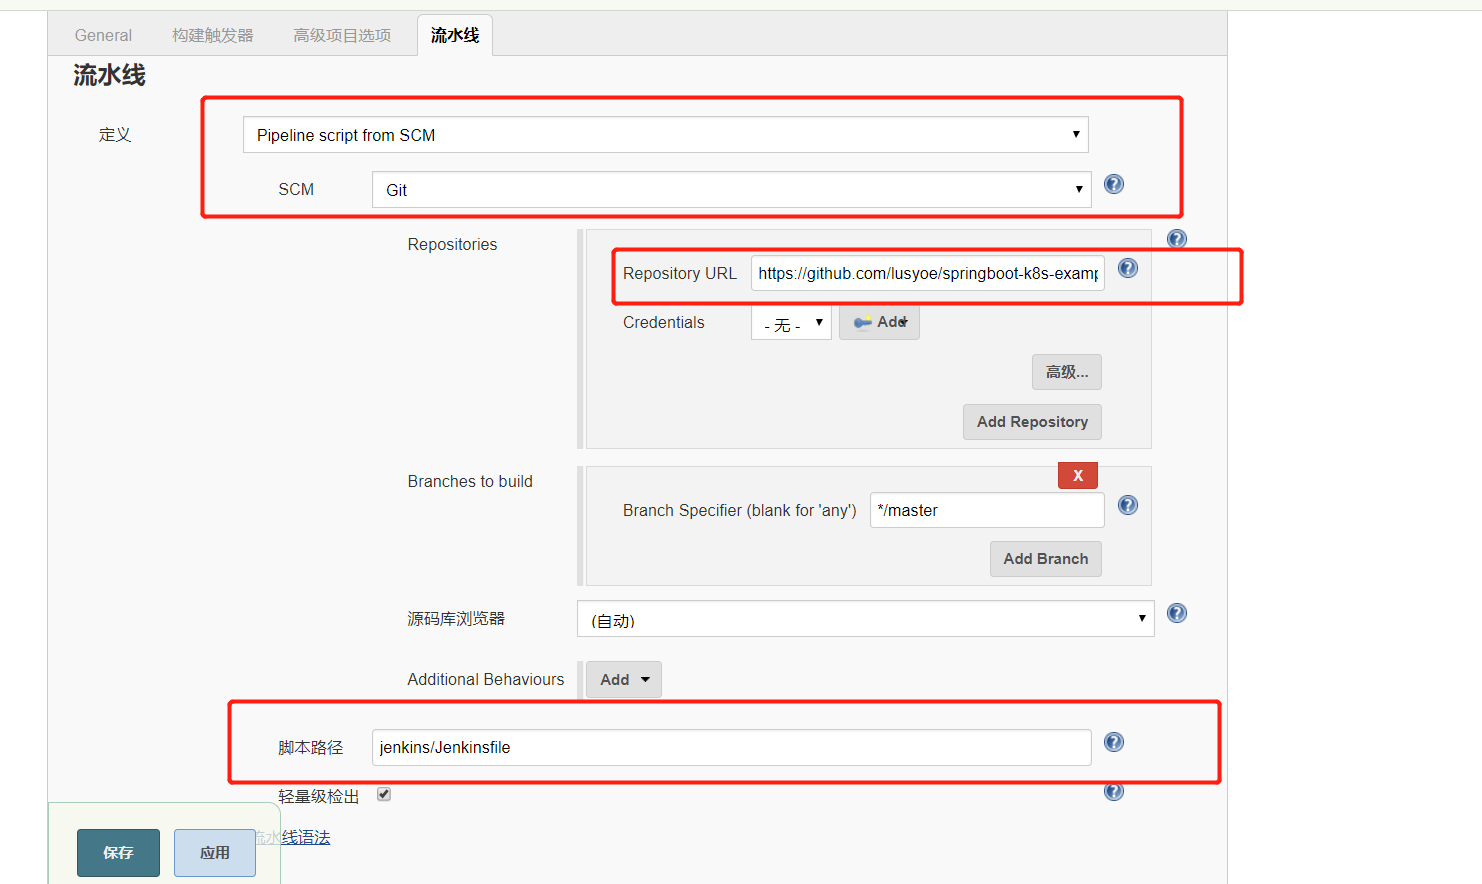 General 构建触发器 高级项目选项 流水线
流水线
定义 Pipeline script from SCM
SCM Git
Repositories
Repository URL https://github.com/lusyoe/springboot-k8s-examp
Credentials - 无 - Add
高级...
Add Repository
Branches to build
X
Branch Specifier (blank for 'any') */master
Add Branch
源码库浏览器 (自动)
Additional Behaviours Add
脚本路径 jenkins/Jenkinsfile
轻量级检出
流水线语法
保存 应用